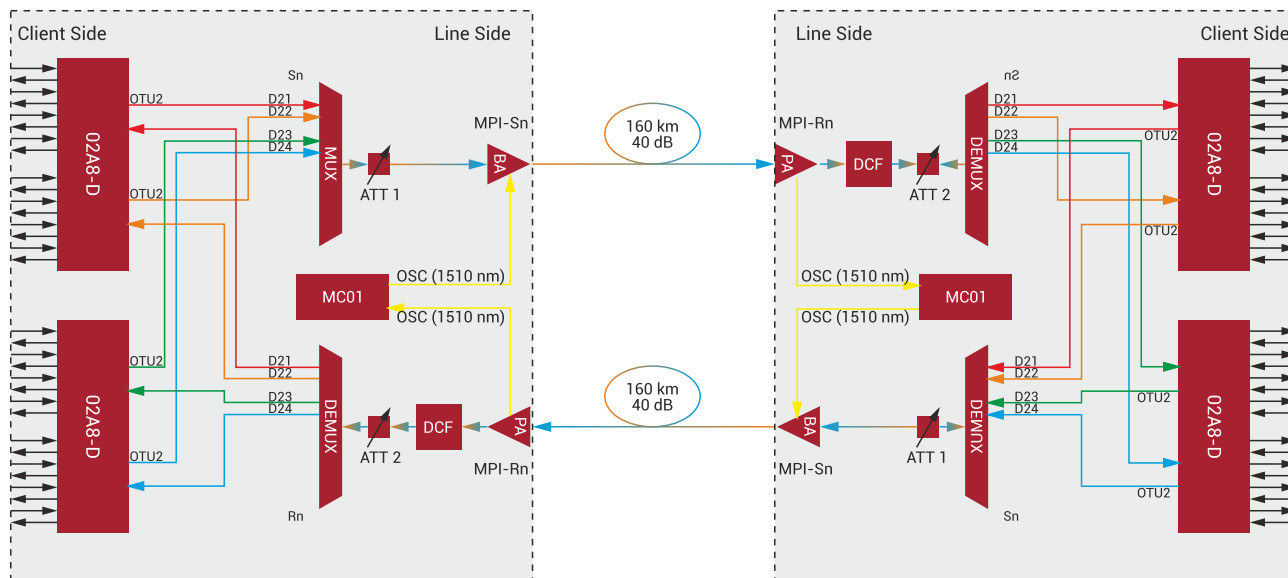 Client Side
Line Side
Line Side
Client Side
Sn
Sn
OTU2
D21
D22
D23
D24
02A8-D
MUX
ATT 1
MPI-Sn
BA
160 km
40 dB
MPI-Rn
PA
DCF
ATT 2
DEMUX
D21
D22
D23
D24
OTU2
02A8-D
OTU2
OTU2
OSC (1510 nm)
MC01
OSC (1510 nm)
OSC (1510 nm)
MC01
OSC (1510 nm)
OTU2
D21
D22
D23
D24
02A8-D
OTU2
DEMUX
ATT 2
DCF
PA
MPI-Rn
160 km
40 dB
BA
MPI-Sn
ATT 1
DEMUX
D21
D22
D23
D24
OTU2
02A8-D
OTU2
Rn
Sn